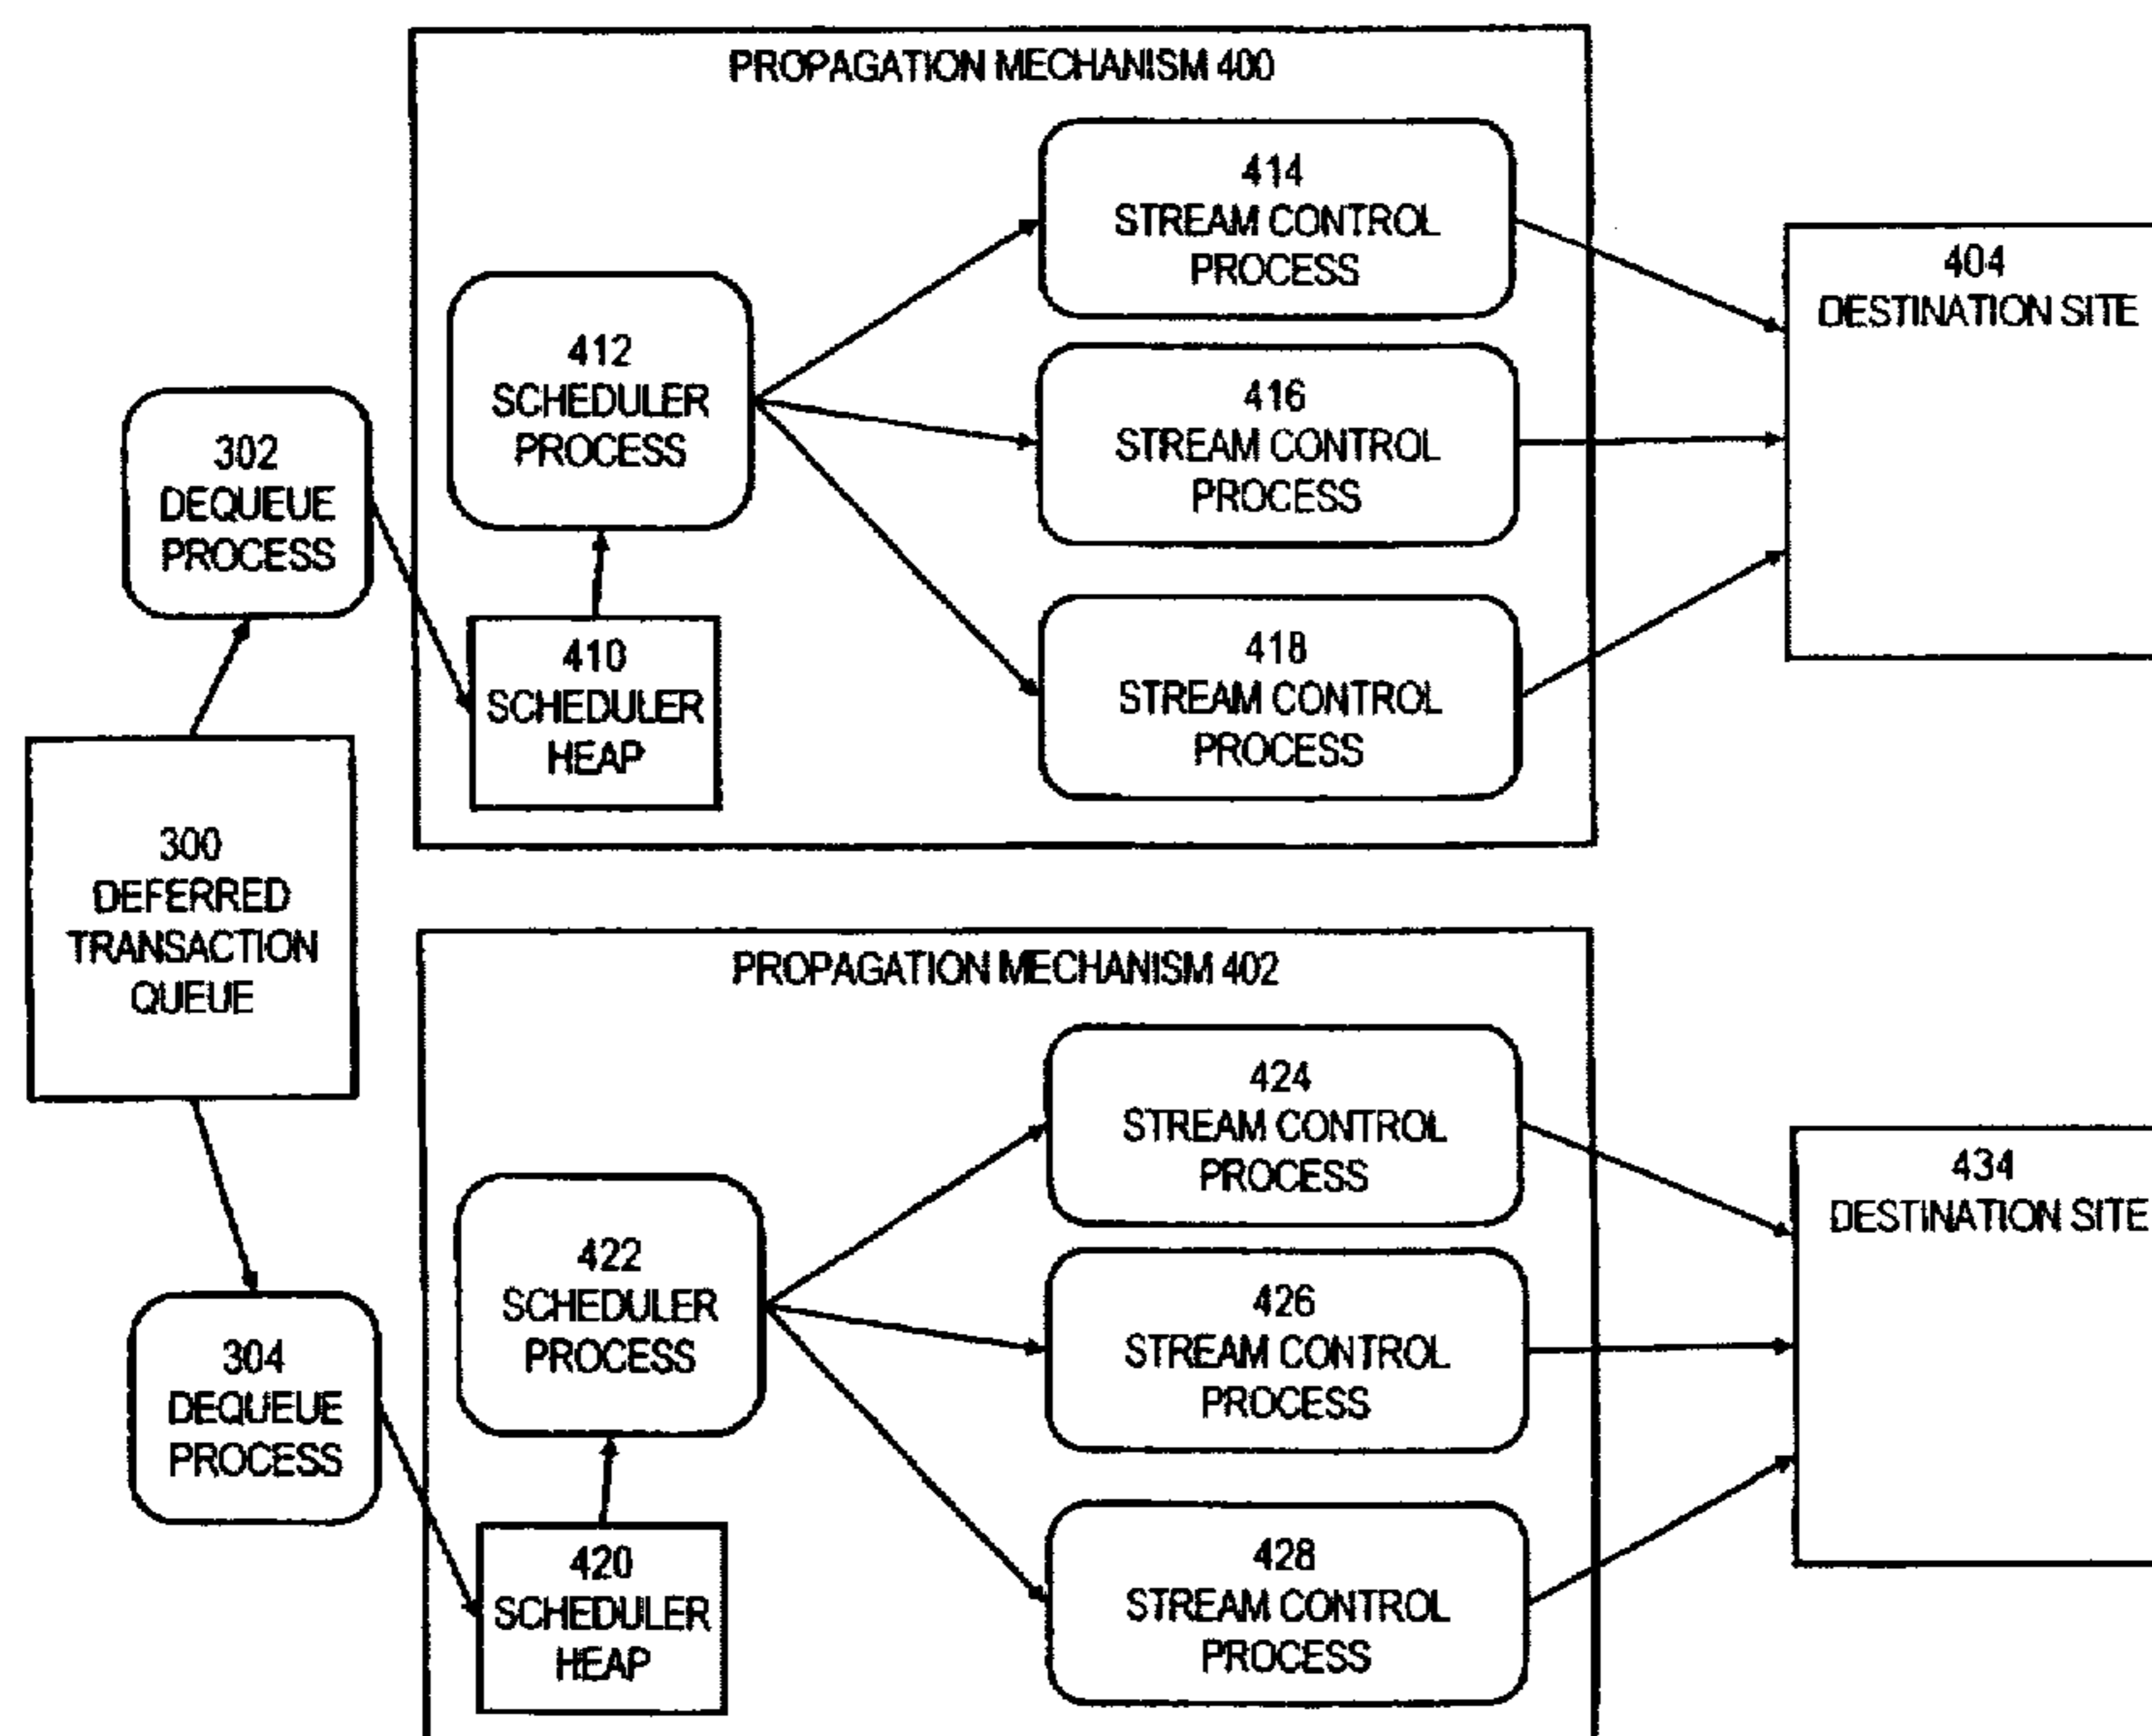 PROPAGATION MECHANISM 400
414
STREAM CONTROL
PROCESS
404
DESTINATION SITE
412
SCHEDULER
PROCESS
416
STREAM CONTROL
PROCESS
302
DEQUEUE
PROCESS
410
SCHEDULER
HEAP
418
STREAM CONTROL
PROCESS
300
DEFERRED
TRANSACTION
QUEUE
PROPAGATION MECHANISM 402
424
STREAM CONTROL
PROCESS
434
DESTINATION SITE
422
SCHEDULER
PROCESS
426
STREAM CONTROL
PROCESS
304
DEQUEUE
PROCESS
420
SCHEDULER
HEAP
428
STREAM CONTROL
PROCESS